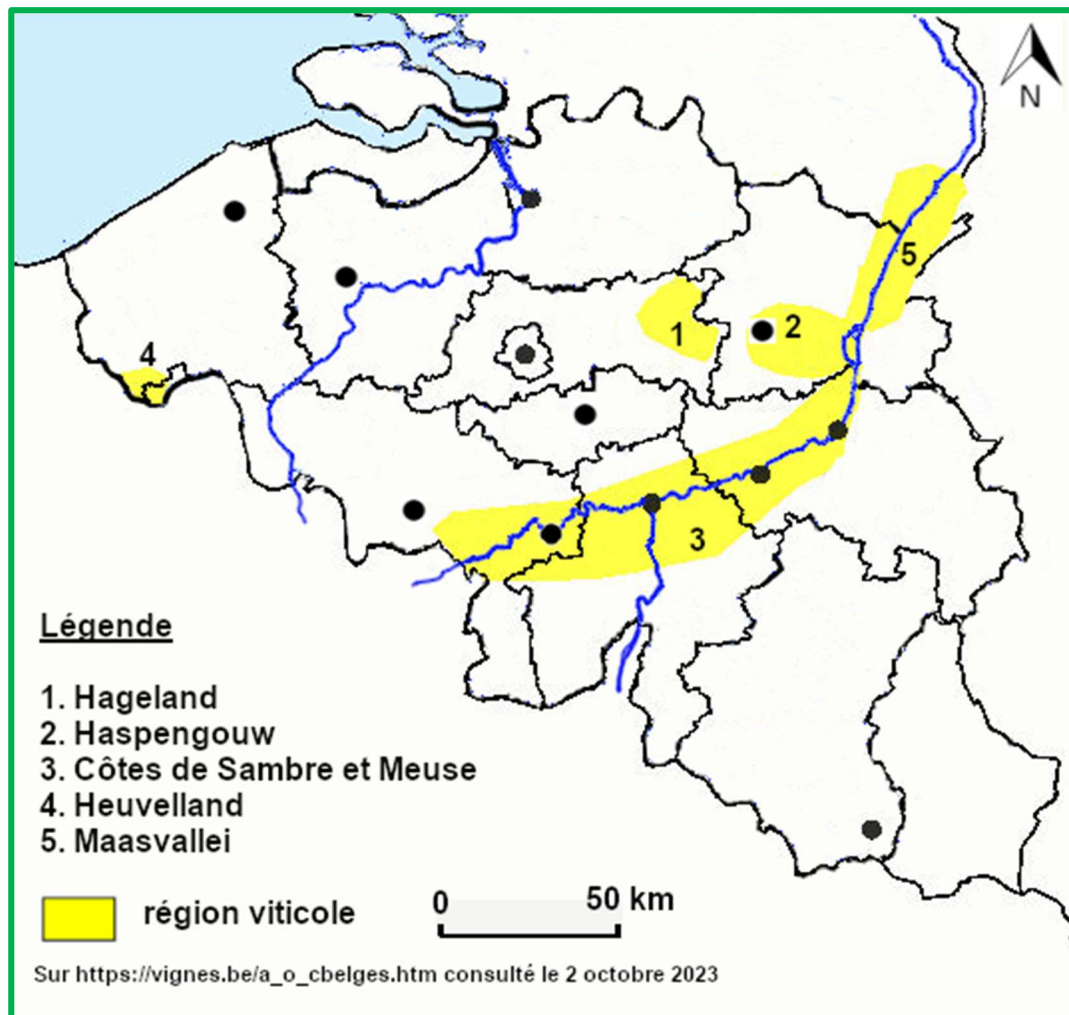 N
4
1
2
5
3
Légende
1. Hageland
2. Haspengouw
3. Côtes de Sambre et Meuse
4. Heuvelland
5. Maasvallei
région viticole
0 50 km
Sur https://vignes.be/a_o_cbelges.htm consulté le 2 octobre 2023